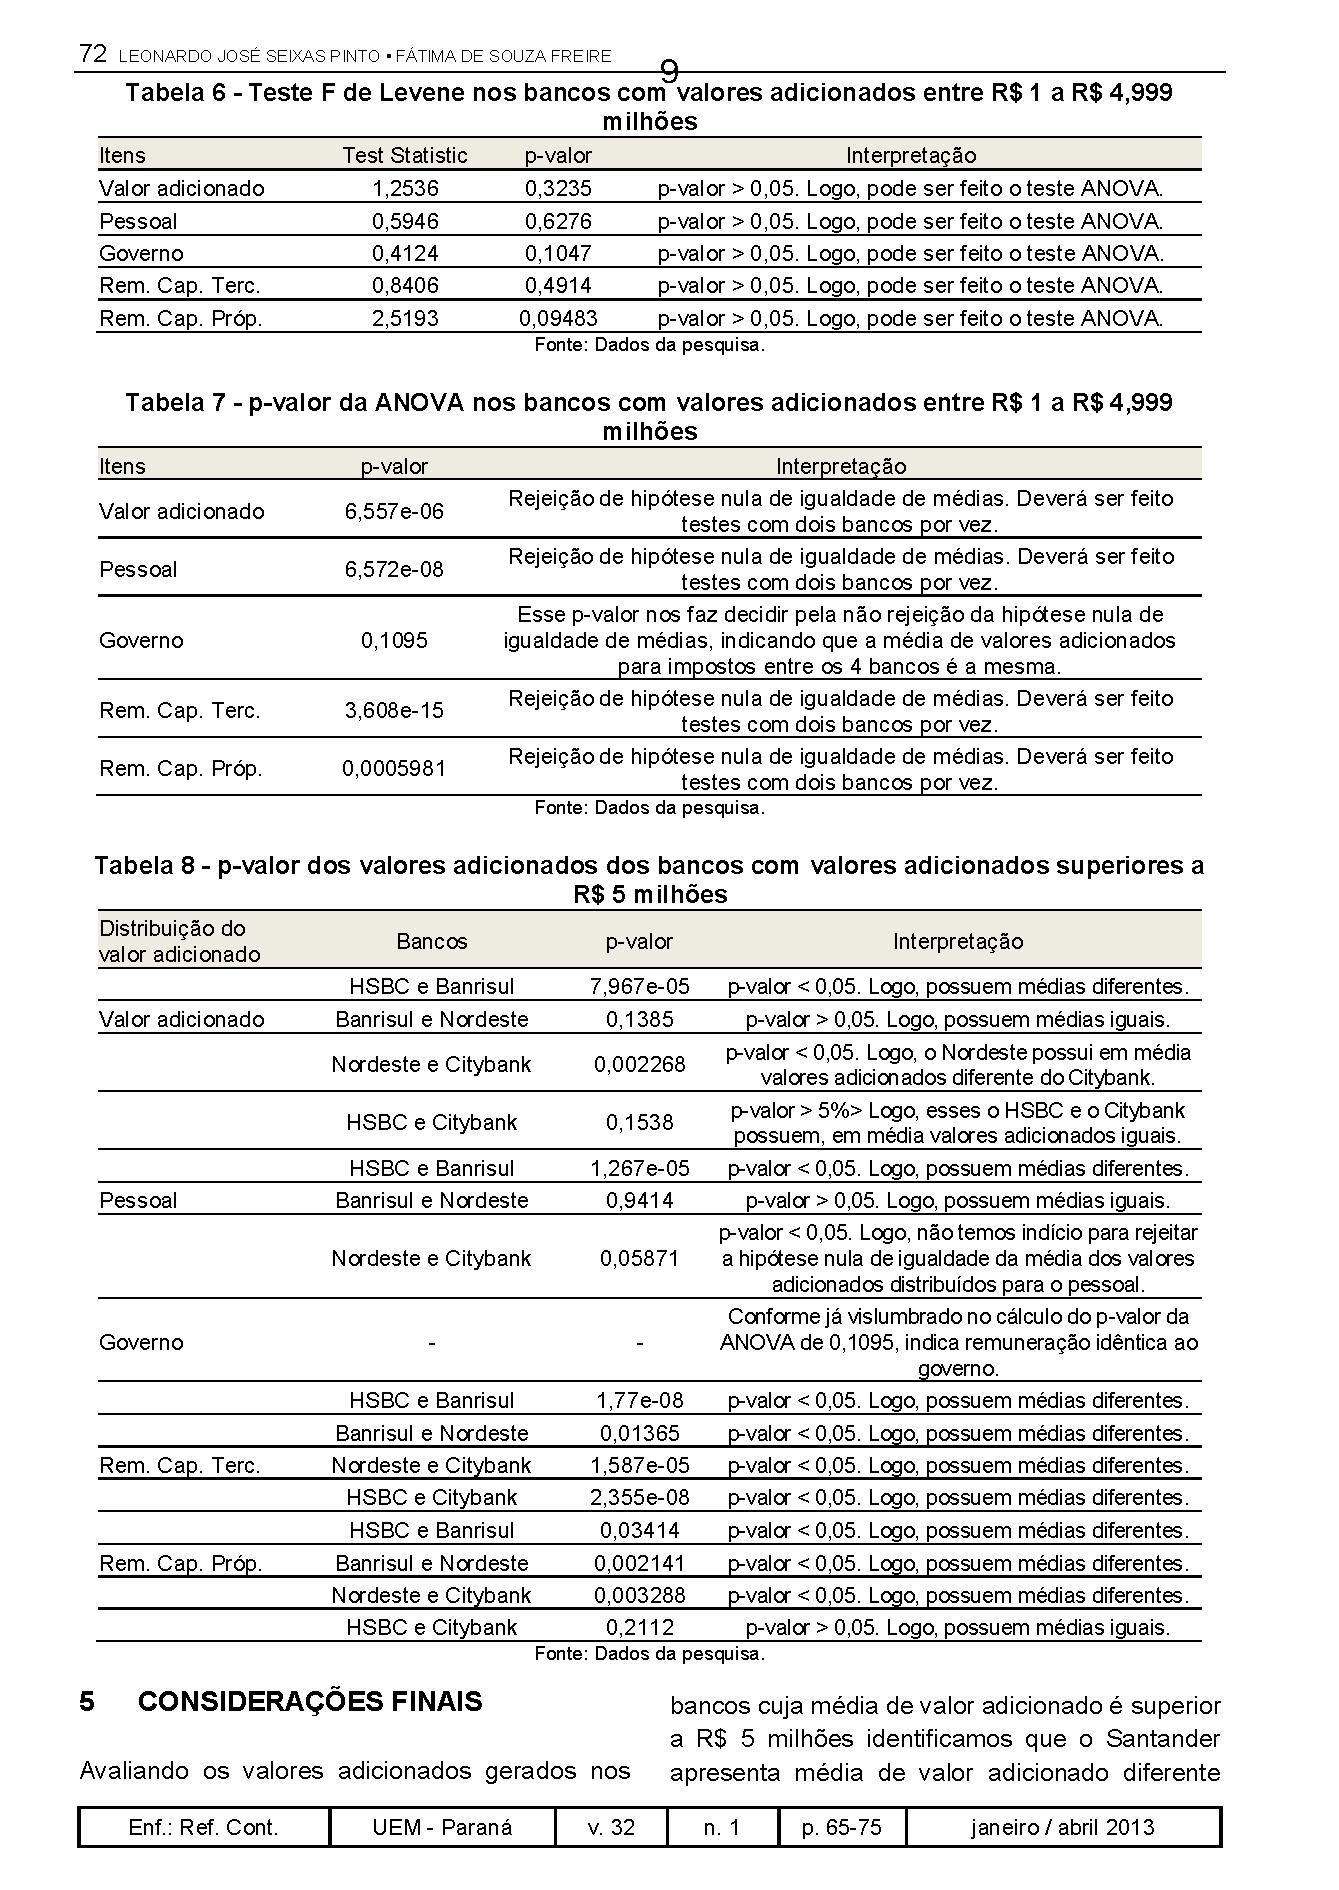 72 LEONARDO JOSÉ SEIXAS PINTO ▪ FÁTIMA DE SOUZA FREIRE
9
Tabela 6 - Teste F de Levene nos bancos com valores adicionados entre R$ 1 a R$ 4,999
milhões
Itens Test Statistic p-valor Interpretação
Valor adicionado 1,2536 0,3235 p-valor > 0,05. Logo, pode ser feito o teste ANOVA.
Pessoal 0,5946 0,6276 p-valor > 0,05. Logo, pode ser feito o teste ANOVA.
Governo 0,4124 0,1047 p-valor > 0,05. Logo, pode ser feito o teste ANOVA.
Rem. Cap. Terc. 0,8406 0,4914 p-valor > 0,05. Logo, pode ser feito o teste ANOVA.
Rem. Cap. Próp. 2,5193 0,09483 p-valor > 0,05. Logo, pode ser feito o teste ANOVA.
Fonte: Dados da pesquisa.
Tabela 7 - p-valor da ANOVA nos bancos com valores adicionados entre R$ 1 a R$ 4,999
milhões
Itens p-valor Interpretação
Valor adicionado 6,557e-06 Rejeição de hipótese nula de igualdade de médias. Deverá ser feito
testes com dois bancos por vez.
Pessoal 6,572e-08 Rejeição de hipótese nula de igualdade de médias. Deverá ser feito
testes com dois bancos por vez.
Esse p-valor nos faz decidir pela não rejeição da hipótese nula de
Governo 0,1095 igualdade de médias, indicando que a média de valores adicionados
para impostos entre os 4 bancos é a mesma.
Rem. Cap. Terc. 3,608e-15 Rejeição de hipótese nula de igualdade de médias. Deverá ser feito
testes com dois bancos por vez.
Rem. Cap. Próp. 0,0005981 Rejeição de hipótese nula de igualdade de médias. Deverá ser feito
testes com dois bancos por vez.
Fonte: Dados da pesquisa.
Tabela 8 - p-valor dos valores adicionados dos bancos com valores adicionados superiores a
R$ 5 milhões
Distribuição do
valor adicionado Bancos p-valor Interpretação
HSBC e Banrisul 7,967e-05 p-valor < 0,05. Logo, possuem médias diferentes.
Valor adicionado Banrisul e Nordeste 0,1385 p-valor > 0,05. Logo, possuem médias iguais.
Nordeste e Citybank 0,002268 p-valor < 0,05. Logo, o Nordeste possui em média
valores adicionados diferente do Citybank.
HSBC e Citybank 0,1538 p-valor > 5%> Logo, esses o HSBC e o Citybank
possuem, em média valores adicionados iguais.
HSBC e Banrisul 1,267e-05 p-valor < 0,05. Logo, possuem médias diferentes.
Pessoal Banrisul e Nordeste 0,9414 p-valor > 0,05. Logo, possuem médias iguais.
p-valor < 0,05. Logo, não temos indício para rejeitar
Nordeste e Citybank 0,05871 a hipótese nula de igualdade da média dos valores
adicionados distribuídos para o pessoal.
Conforme já vislumbrado no cálculo do p-valor da
Governo - - ANOVA de 0,1095, indica remuneração idêntica ao
governo.
HSBC e Banrisul 1,77e-08 p-valor < 0,05. Logo, possuem médias diferentes.
Banrisul e Nordeste 0,01365 p-valor < 0,05. Logo, possuem médias diferentes.
Rem. Cap. Terc. Nordeste e Citybank 1,587e-05 p-valor < 0,05. Logo, possuem médias diferentes.
HSBC e Citybank 2,355e-08 p-valor < 0,05. Logo, possuem médias diferentes.
HSBC e Banrisul 0,03414 p-valor < 0,05. Logo, possuem médias diferentes.
Rem. Cap. Próp. Banrisul e Nordeste 0,002141 p-valor < 0,05. Logo, possuem médias diferentes.
Nordeste e Citybank 0,003288 p-valor < 0,05. Logo, possuem médias diferentes.
HSBC e Citybank 0,2112 p-valor > 0,05. Logo, possuem médias iguais.
Fonte: Dados da pesquisa.
5 CONSIDERAÇÕES FINAIS
Avaliando os valores adicionados gerados nos
bancos cuja média de valor adicionado é superior
a R$ 5 milhões identificamos que o Santander
apresenta média de valor adicionado diferente
Enf.: Ref. Cont. UEM - Paraná v. 32 n. 1 p. 65-75 janeiro / abril 2013